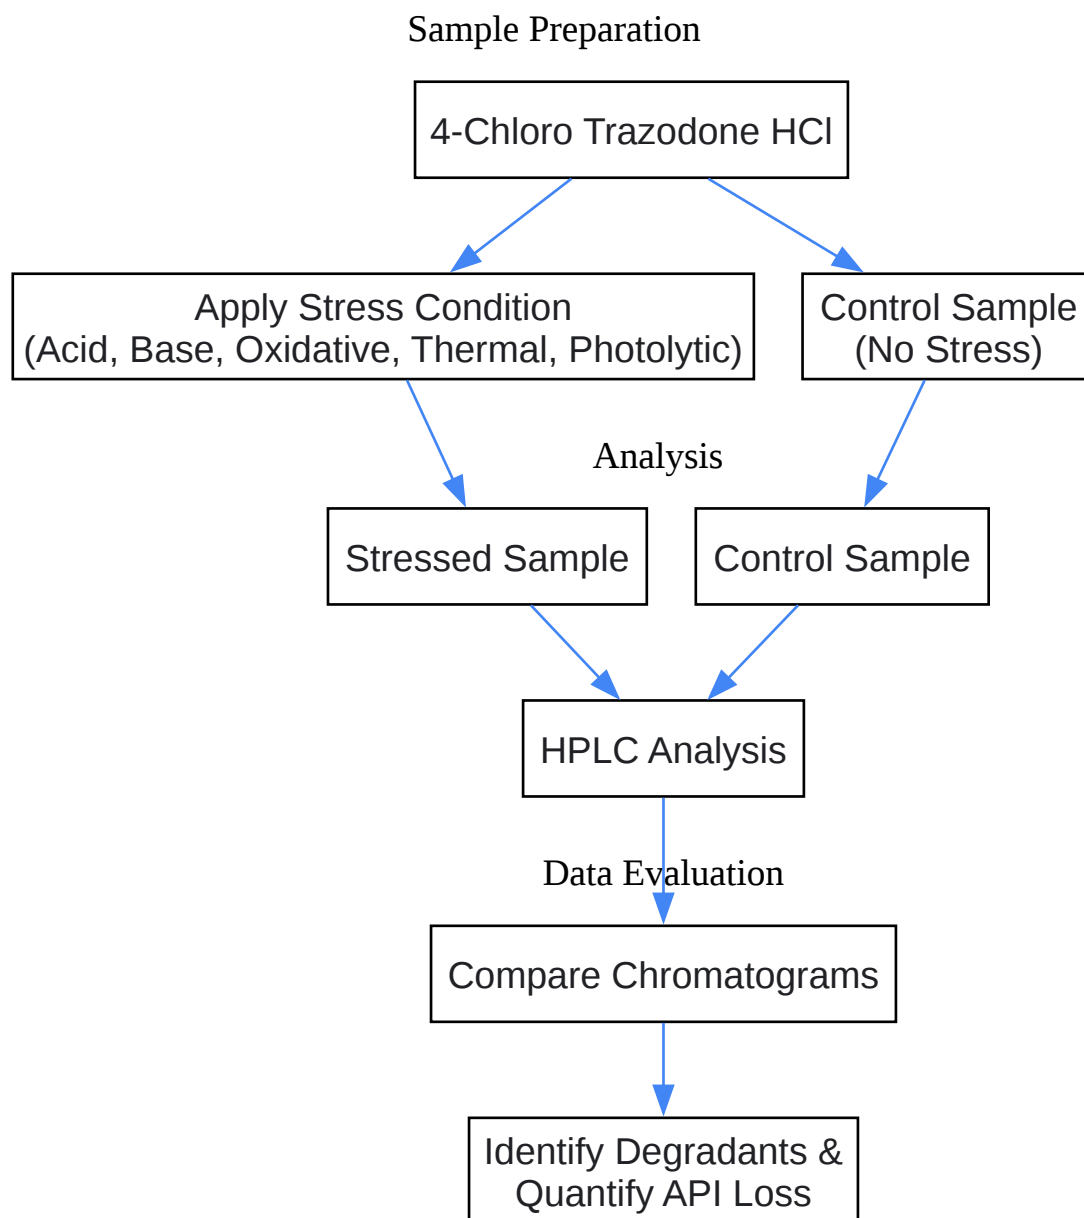 Sample Preparation
4-Chloro Trazodone HCl
Apply Stress Condition
(Acid, Base, Oxidative, Thermal, Photolytic)
Control Sample
(No Stress)
Analysis
Stressed Sample
Control Sample
HPLC Analysis
Data Evaluation
Compare Chromatograms
Identify Degradants &
Quantify API Loss